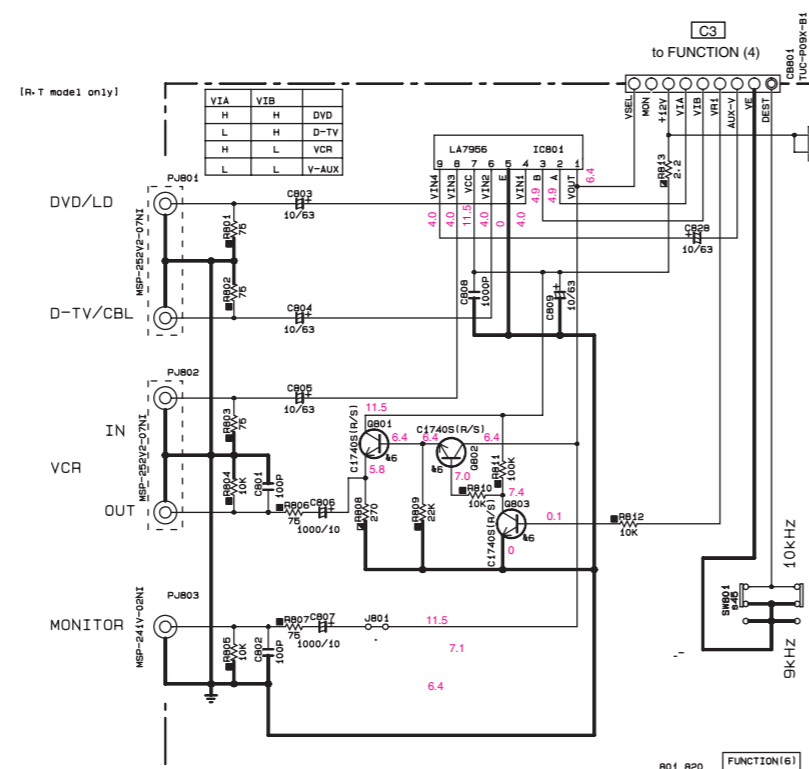 C3
to FUNCTION (4)
CB801
TUC-P09X-B1
[R.T model only]
VSEL
MON
+12V
VIA
VIB
VR1
AUX-V
VE
DEST
VIA VIB
H H DVD
L H D-TV
H L VCR
L L V-AUX
LA7956 IC801
9 8 7 6 5 4 3 2 1
VIN4
VIN3
VCC
VIN2
E
VIN1
B
A
VOUT
4.0
4.0
11.5
4.0
0
4.0
4.9
4.9
6.4
R813
2.2
PJ801
DVD/LD
C803
10/63
MSP-252V2-07NI
R801
75
R802
75
C828
10/63
C808
1000P
C809
10/63
D-TV/CBL
C804
10/63
PJ802
C805
10/63
IN
MSP-252V2-07NI
R803
75
VCR
R804
10K
C801
100P
OUT
R806
75
C806
1000/10
11.5
C1740S(R/S)
Q801
6.4
&6
5.8
C1740S(R/S)
6.4
6.4
Q802
&6
7.0
R811
100K
R810
10K
7.4
Q803
R808
270
R809
22K
C1740S(R/S)
0.1
&6
0
R812
10K
10kHz
SW801
9kHz
PJ803
MONITOR
MSP-241V-02NI
R805
10K
C802
100P
R807
75
C807
1000/10
J801
11.5
7.1
6.4
801 820
FUNCTION(6)